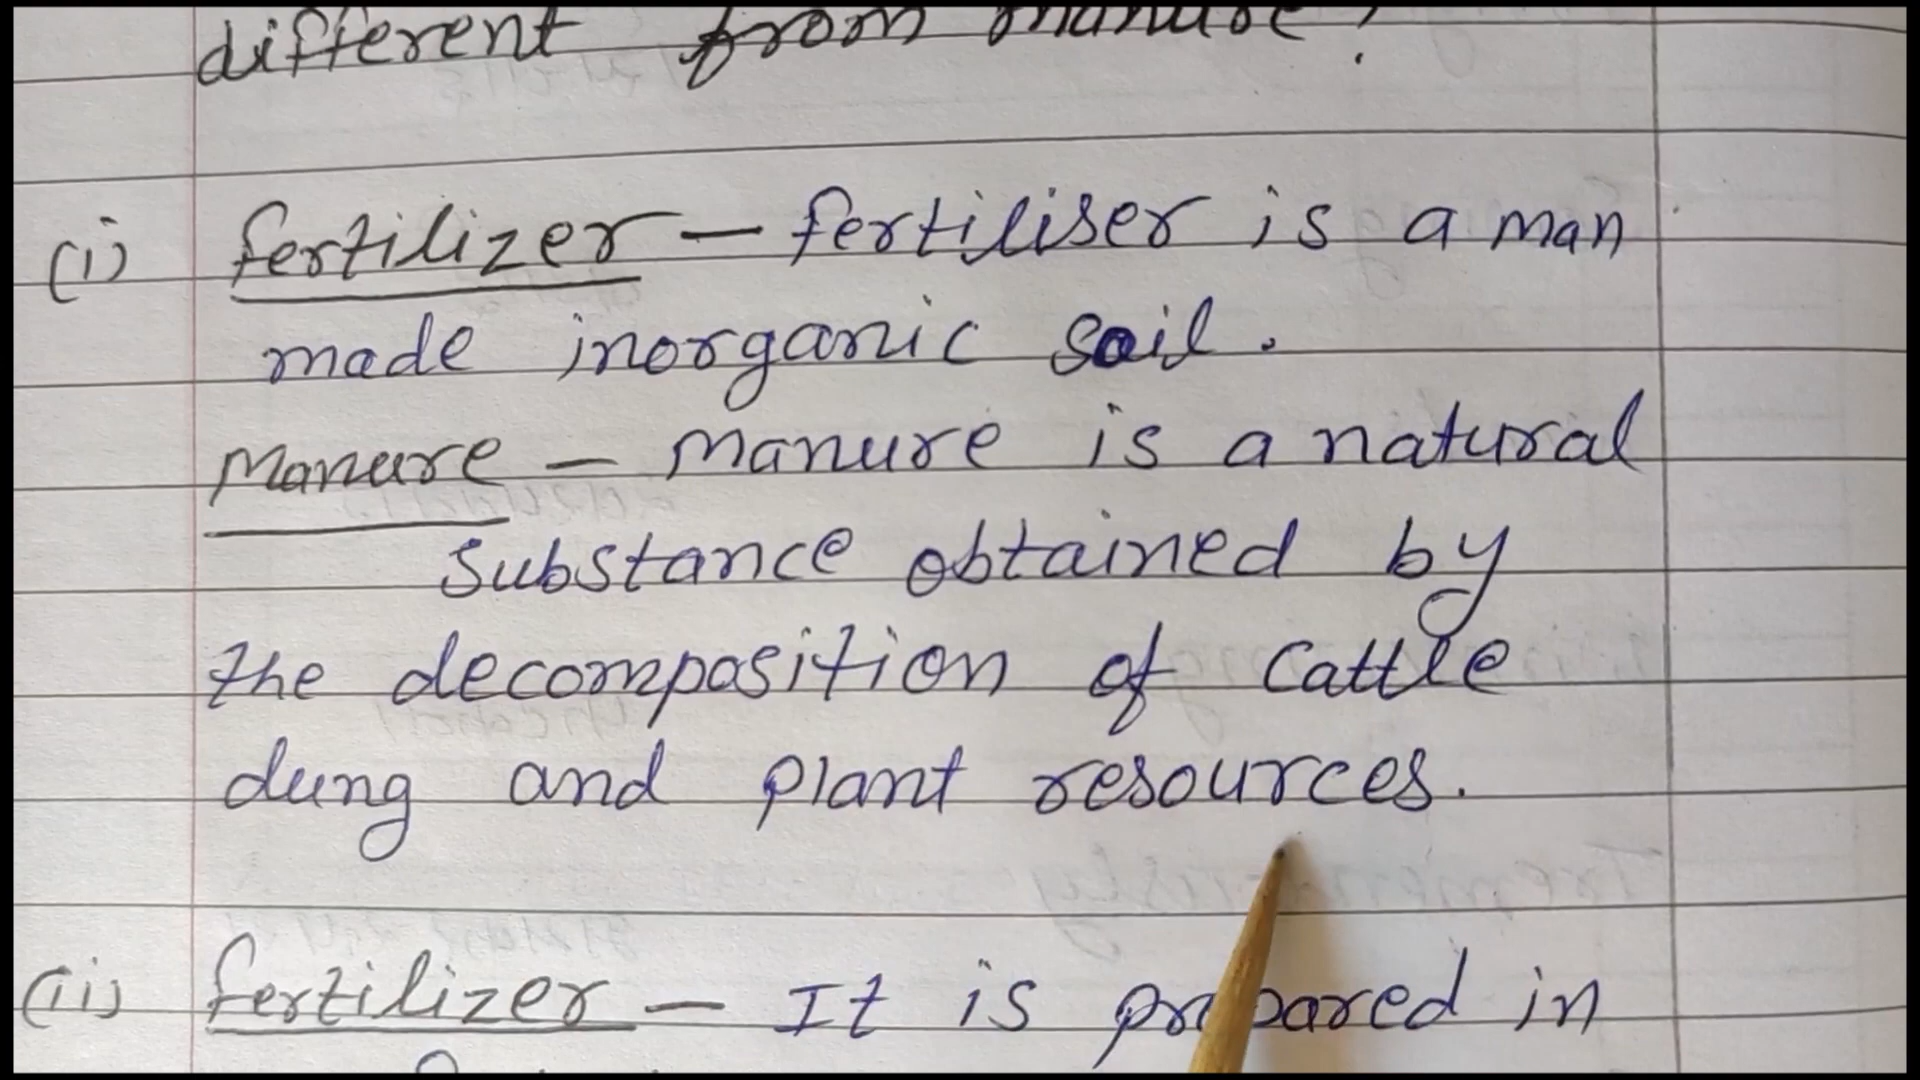 different from manure?
(i) fertilizer – fertiliser is a man
made inorganic soil.
Manure – Manure is a natural
Substance obtained by
the decomposition of Cattle
dung and plant resources.
(ii) fertilizer – It is prepared in